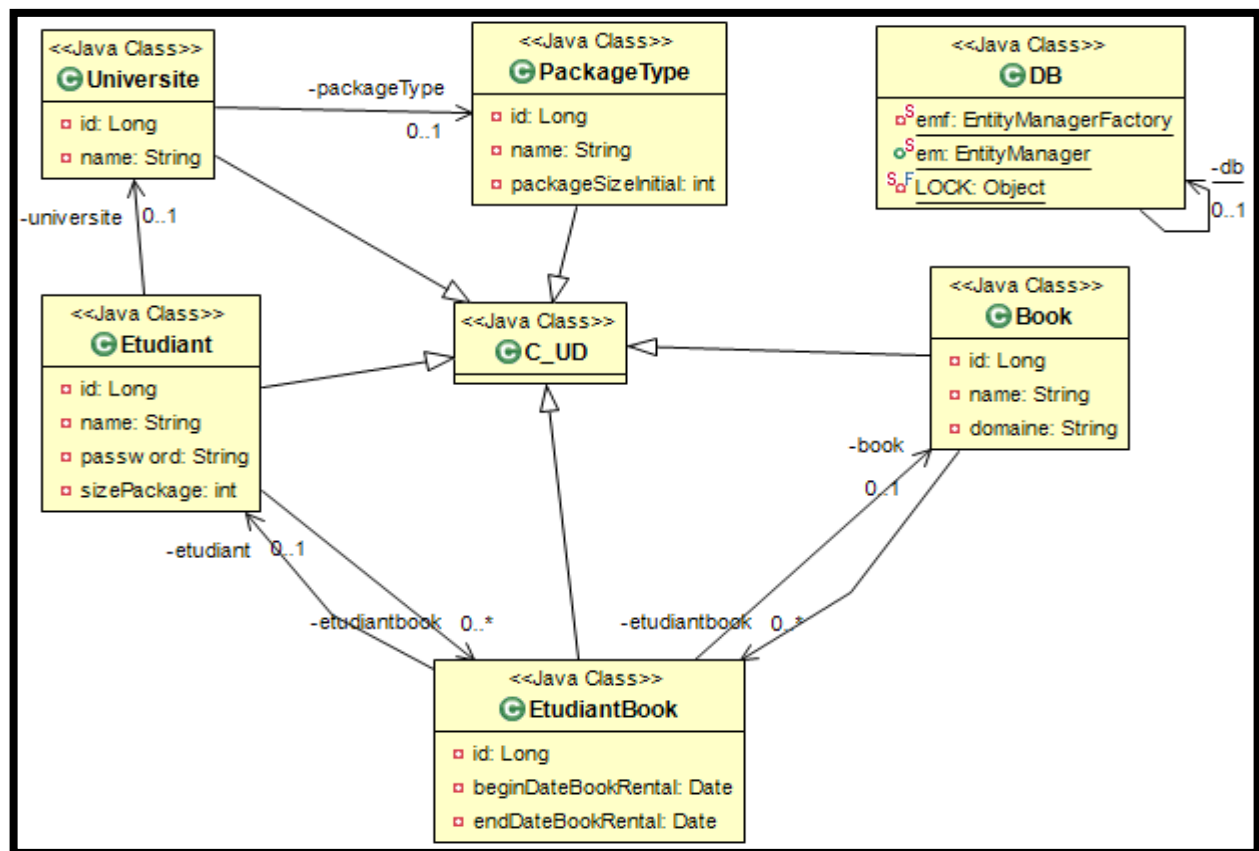 <<Java Class>>
Universite
id: Long
name: String
-packageType
0..1
<<Java Class>>
PackageType
id: Long
name: String
packageSizeInitial: int
<<Java Class>>
DB
S emf: EntityManagerFactory
S em: EntityManager
S F LOCK: Object
-db
0..1
-universite 0..1
<<Java Class>>
Etudiant
id: Long
name: String
password: String
sizePackage: int
<<Java Class>>
C_UD
<<Java Class>>
Book
id: Long
name: String
domaine: String
-book
0..1
-etudiant 0..1
-etudiantbook 0..*
-etudiantbook 0..*
<<Java Class>>
EtudiantBook
id: Long
beginDateBookRental: Date
endDateBookRental: Date